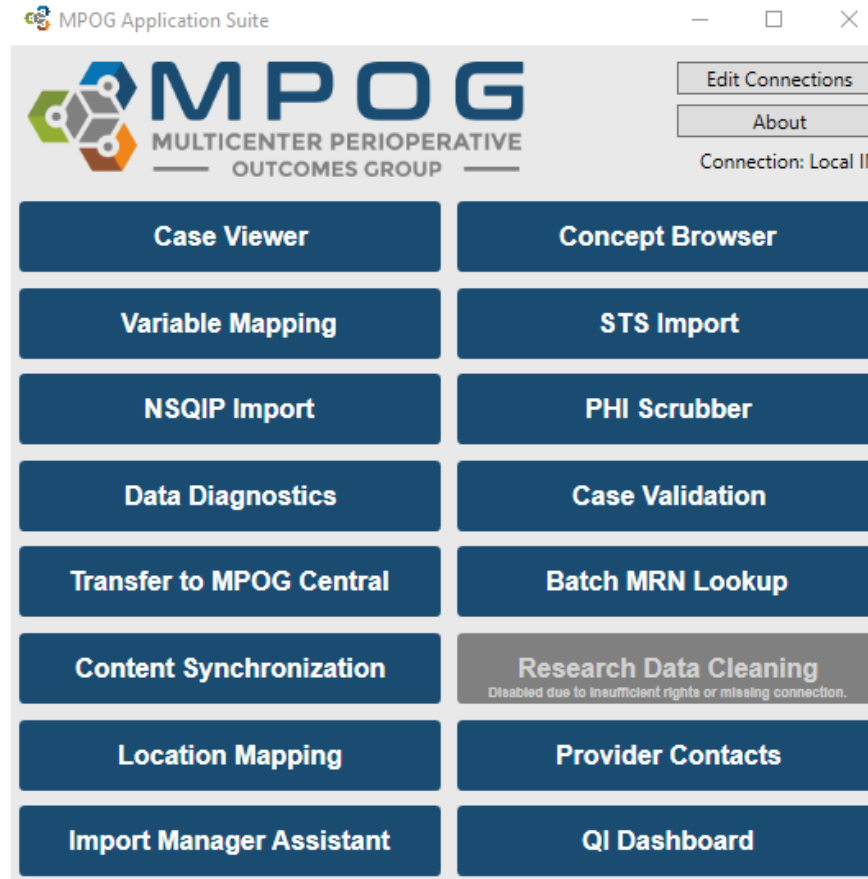 MPOG Application Suite
MPOG
Edit Connections
MULTICENTER PERIOPERATIVE
About
OUTCOMES GROUP
Connection: Local
Case Viewer
Concept Browser
Variable Mapping
STS Import
NSQIP Import
PHI Scrubber
Data Diagnostics
Case Validation
Transfer to MPOG Central
Batch MRN Lookup
Content Synchronization
Research Data Cleaning
Disabled due to insufficient rights or missing connection.
Location Mapping
Provider Contacts
Import Manager Assistant
QI Dashboard